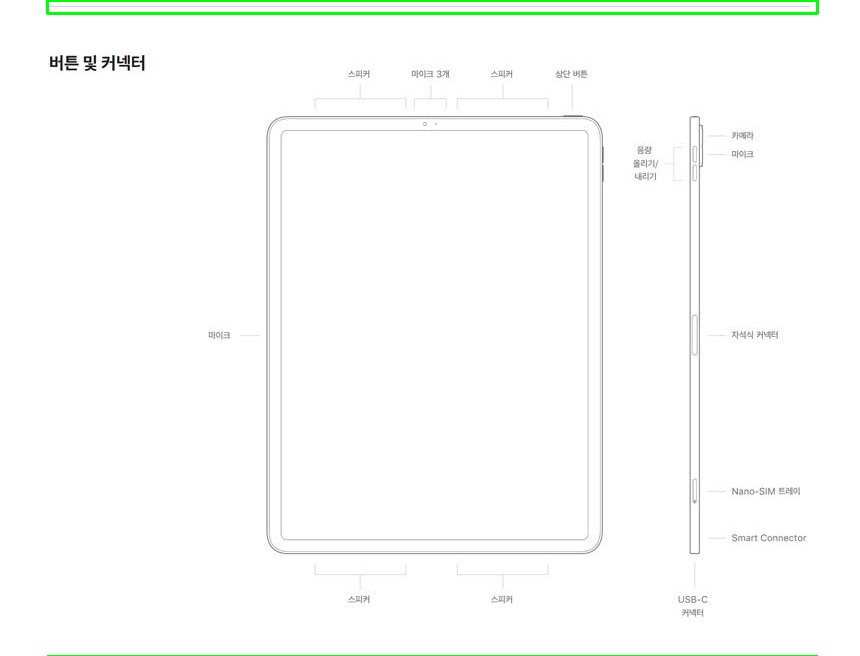 버튼 및 커넥터
스피커
마이크 3개
스피커
상단 버튼
음량
올리기/
내리기
카메라
마이크
마이크
자석식 커넥터
Nano-SIM 트레이
Smart Connector
스피커
스피커
USB-C
커넥터